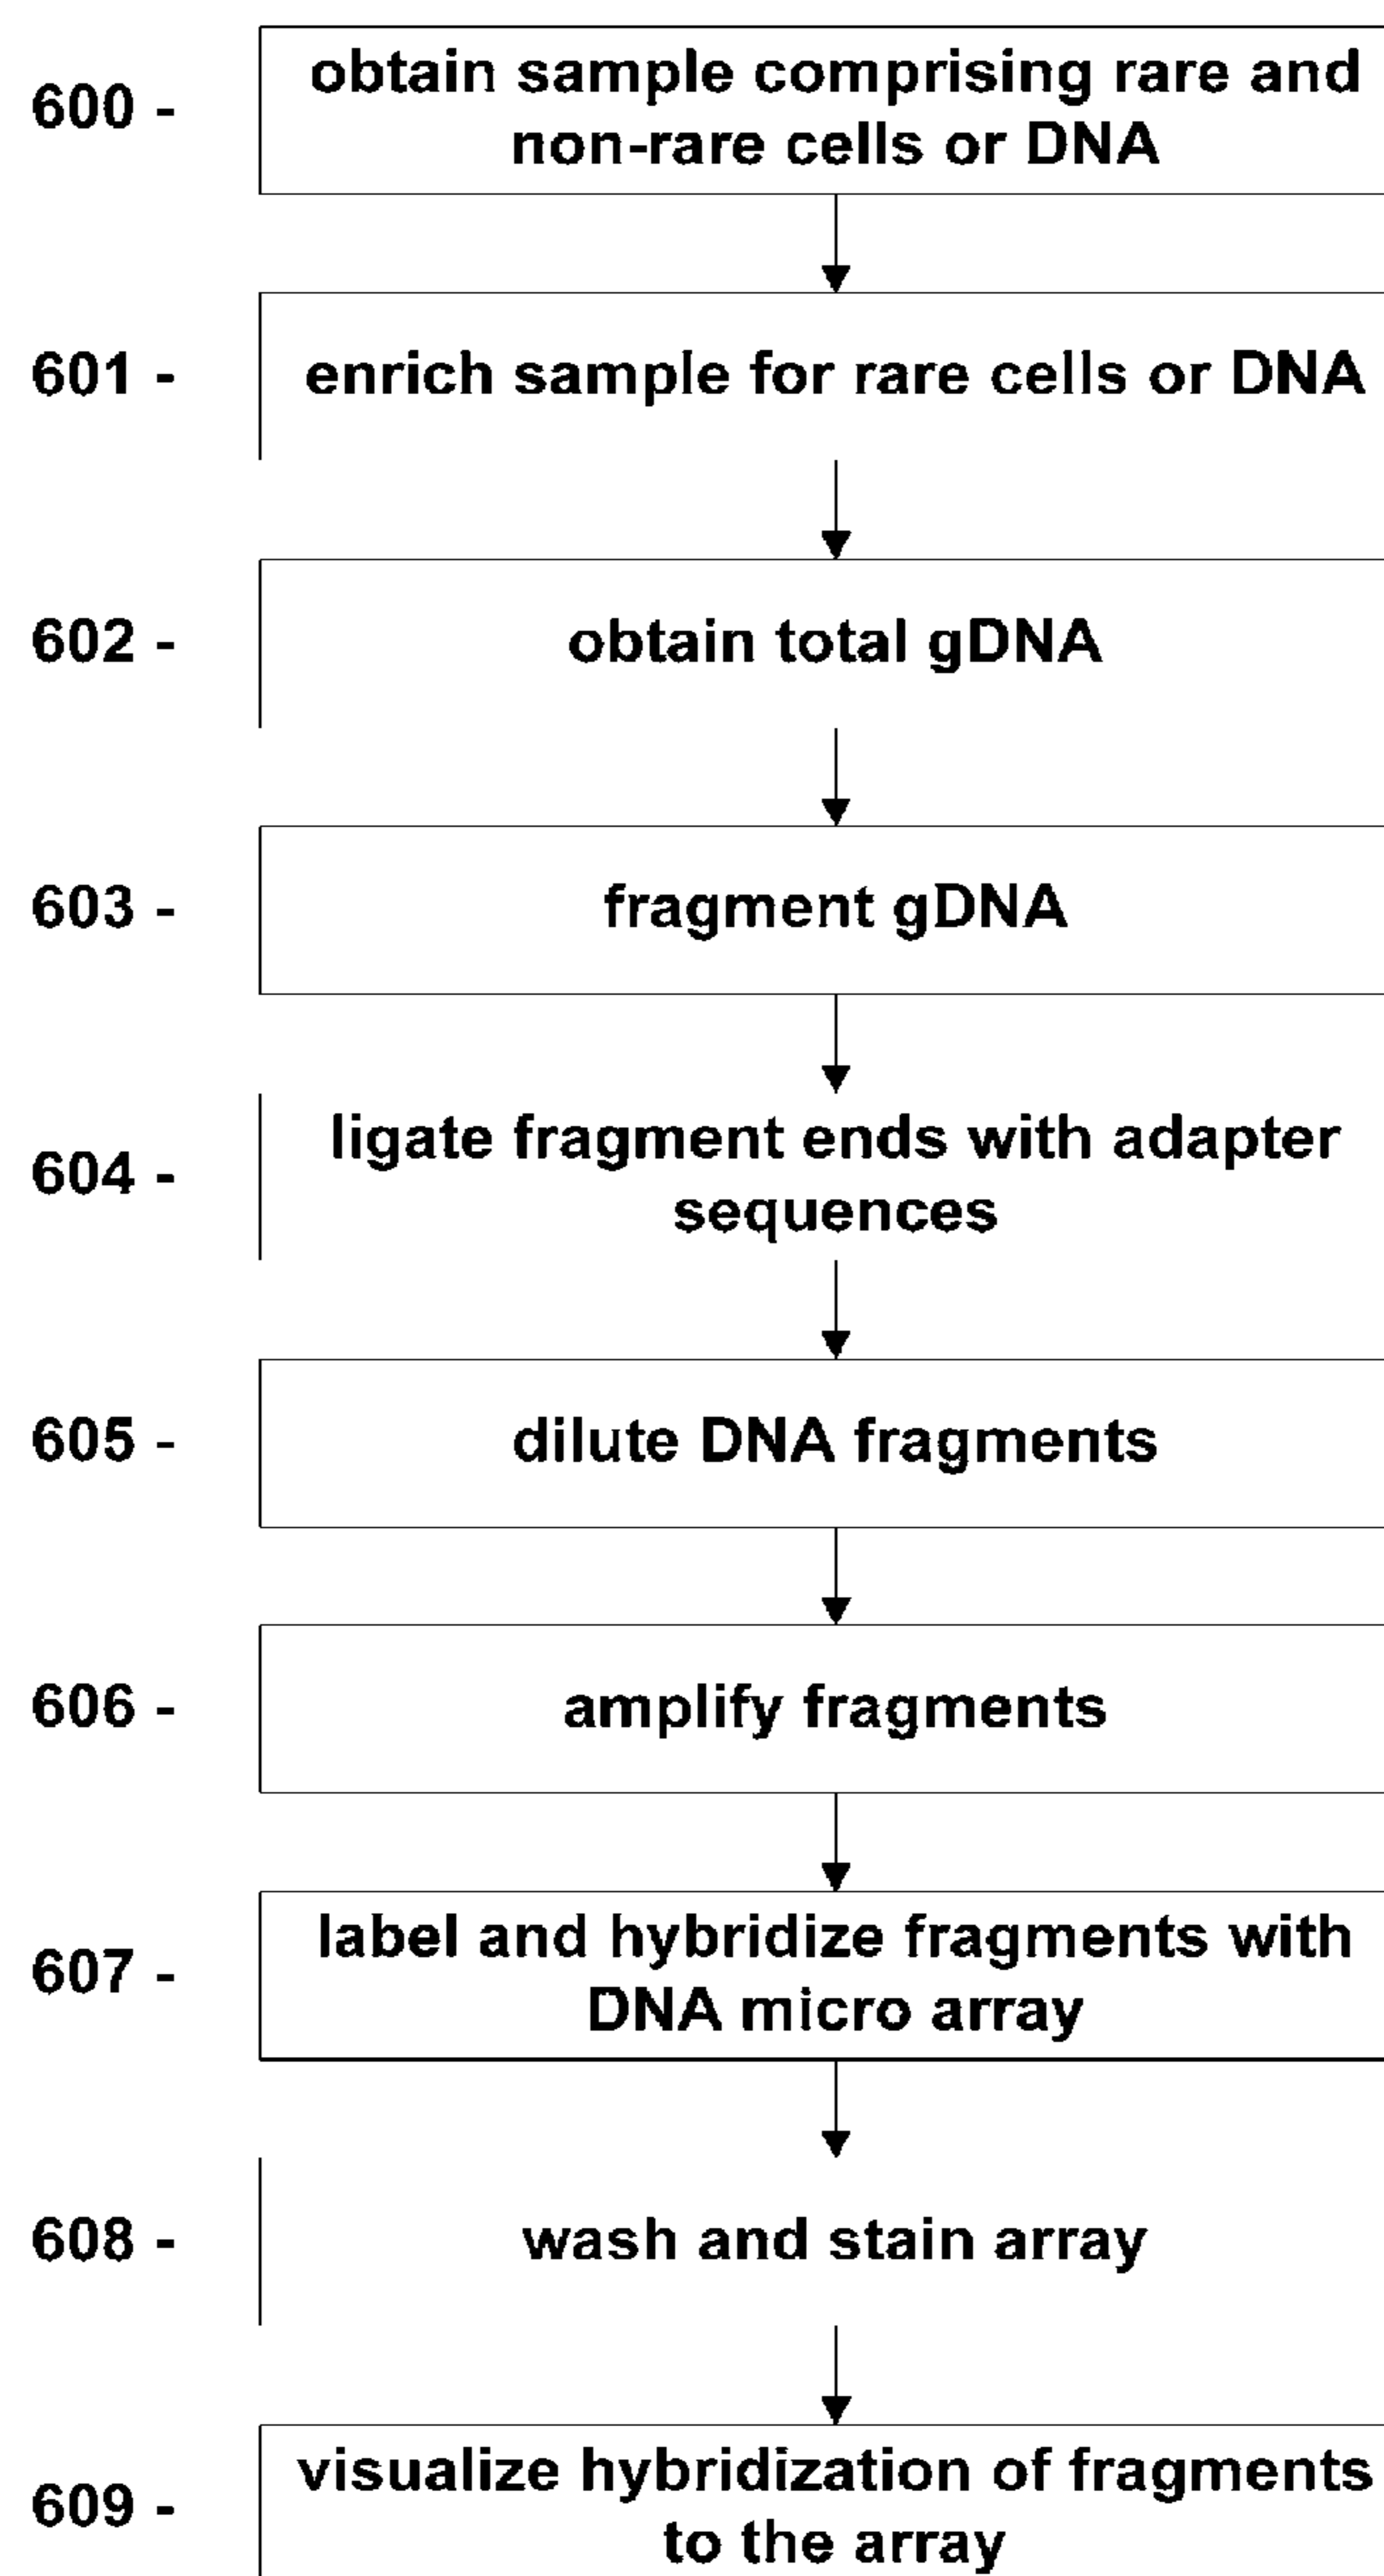 600 -
obtain sample comprising rare and
non-rare cells or DNA
601 -
enrich sample for rare cells or DNA
602 -
obtain total gDNA
603 -
fragment gDNA
604 -
ligate fragment ends with adapter
sequences
605 -
dilute DNA fragments
606 -
amplify fragments
607 -
label and hybridize fragments with
DNA micro array
608 -
wash and stain array
609 -
visualize hybridization of fragments
to the array